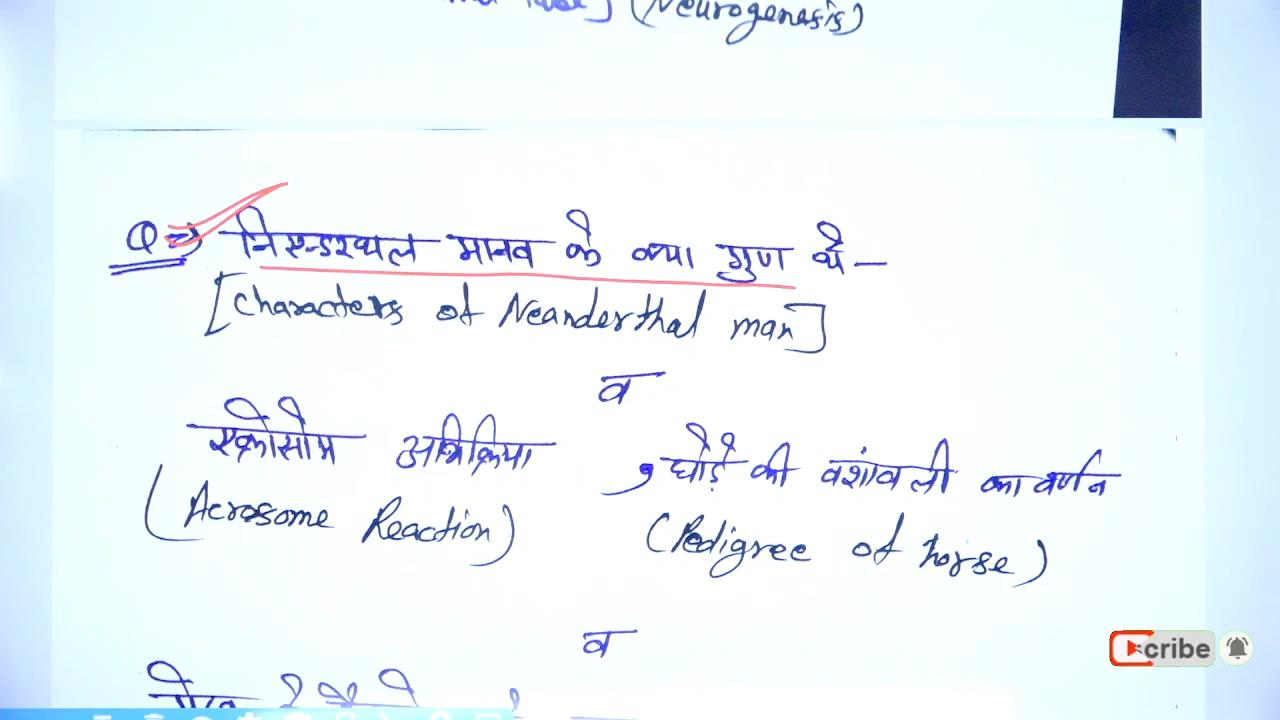 (Neurogenesis)
Q→ निएन्डरथल मानव के क्या गुण थे —
[Characters of Neanderthal man]
व
एक्रोसोम अभिक्रिया , घोड़े की वंशावली का वर्णन
(Acrosome Reaction) (Pedigree of horse)
व
cribe